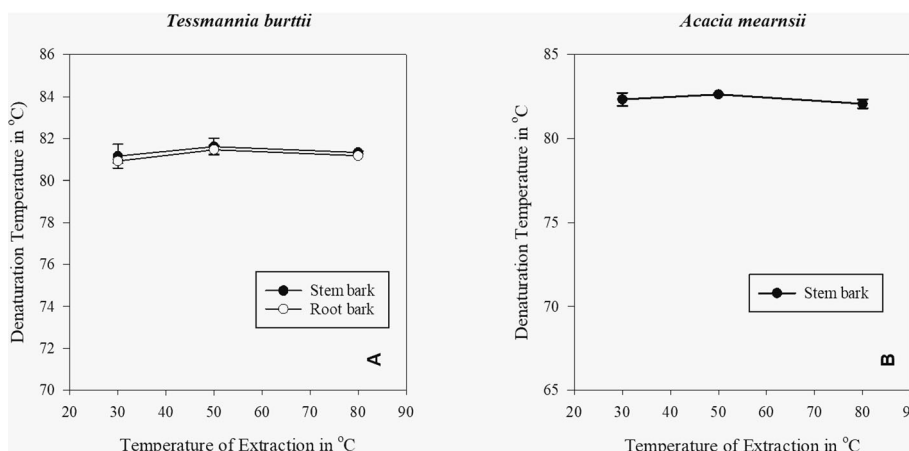 Tessmannia burttii
Denaturation Temperature in °C)
86
84
82
80
78
76
74
72
70
Stem bark
Root bark
A
20 30 40 50 60 70 80 90
Temperature of Extraction in °C
Acacia mearnsii
Denaturation Temperature in °C
85
80
75
70
65
Stem bark
B
20 30 40 50 60 70 80 90
Temperature of Extraction in °C